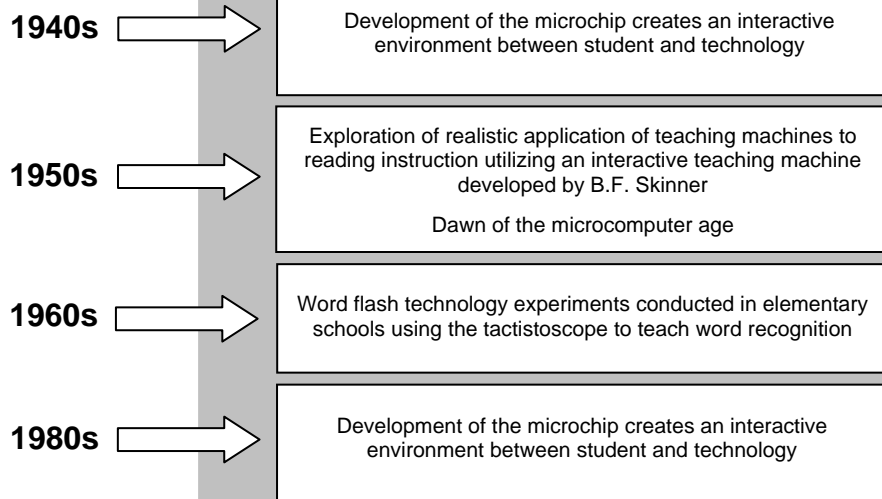 1940s
Development of the microchip creates an interactive
environment between student and technology
1950s
Exploration of realistic application of teaching machines to
reading instruction utilizing an interactive teaching machine
developed by B.F. Skinner
Dawn of the microcomputer age
1960s
Word flash technology experiments conducted in elementary
schools using the tactistoscope to teach word recognition
1980s
Development of the microchip creates an interactive
environment between student and technology